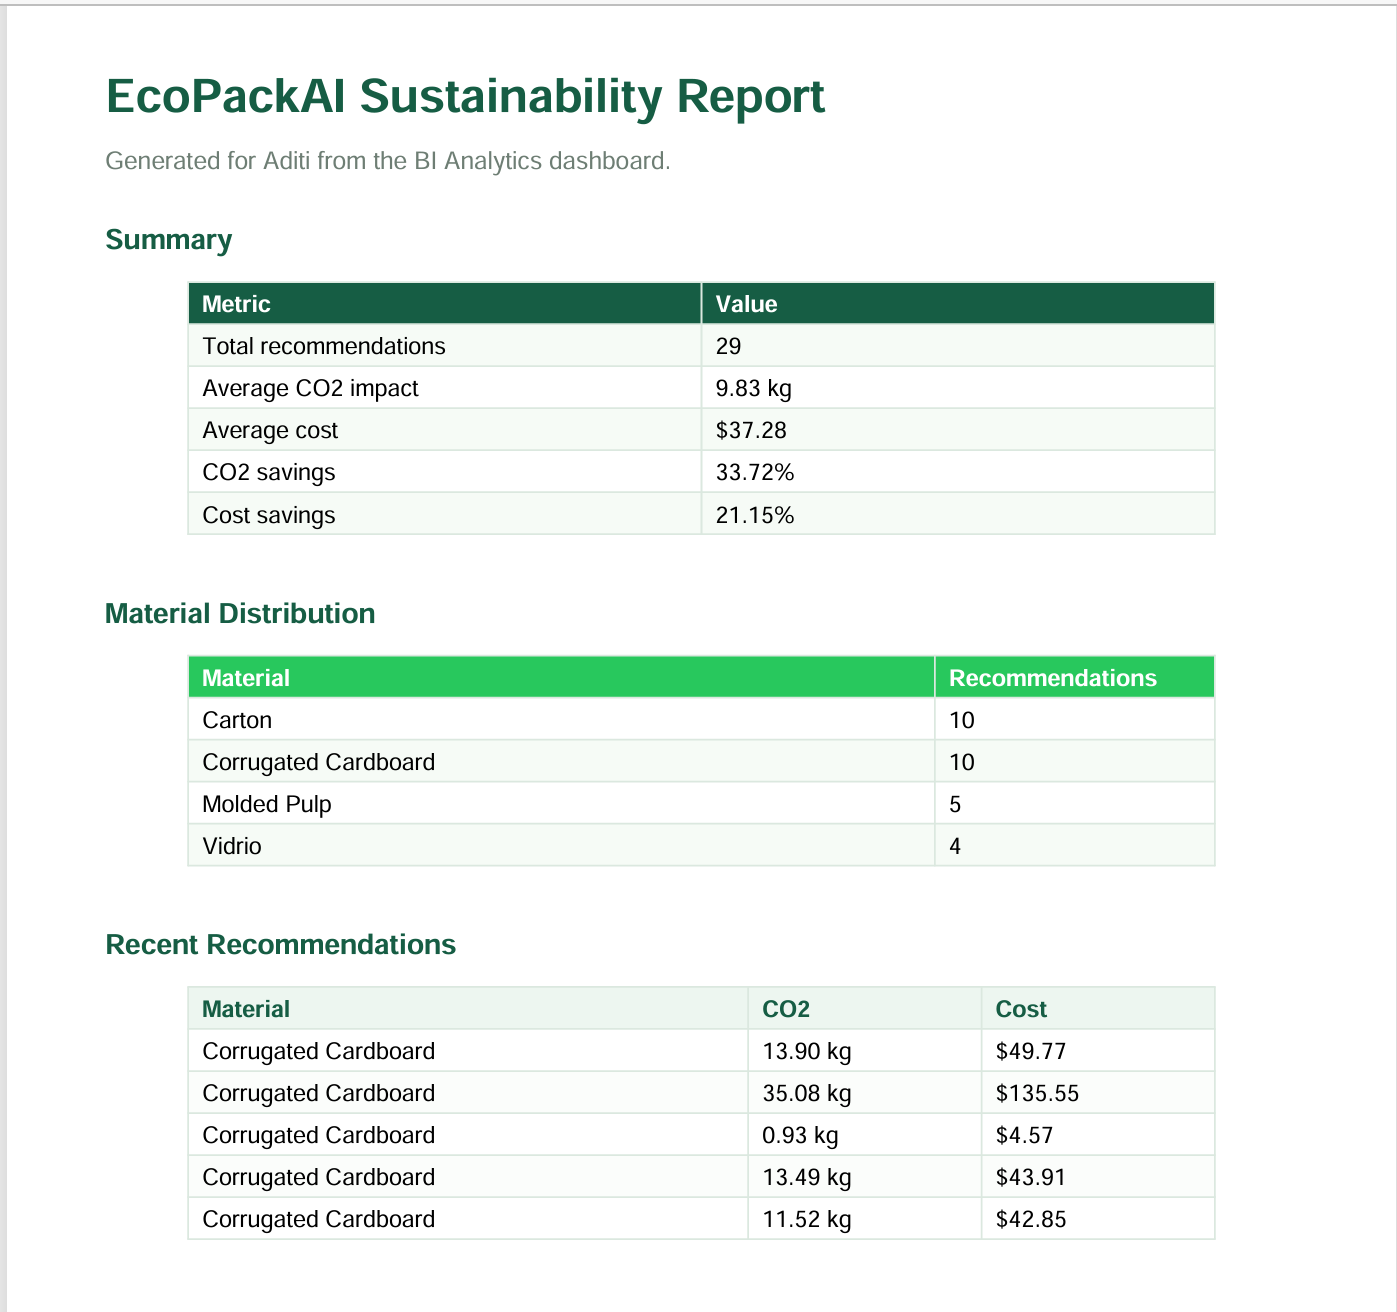 EcoPackAI Sustainability Report
Generated for Aditi from the BI Analytics dashboard.
Summary
Metric Value
Total recommendations 29
Average CO2 impact 9.83 kg
Average cost $37.28
CO2 savings 33.72%
Cost savings 21.15%
Material Distribution
Material Recommendations
Carton 10
Corrugated Cardboard 10
Molded Pulp 5
Vidrio 4
Recent Recommendations
Material CO2 Cost
Corrugated Cardboard 13.90 kg $49.77
Corrugated Cardboard 35.08 kg $135.55
Corrugated Cardboard 0.93 kg $4.57
Corrugated Cardboard 13.49 kg $43.91
Corrugated Cardboard 11.52 kg $42.85